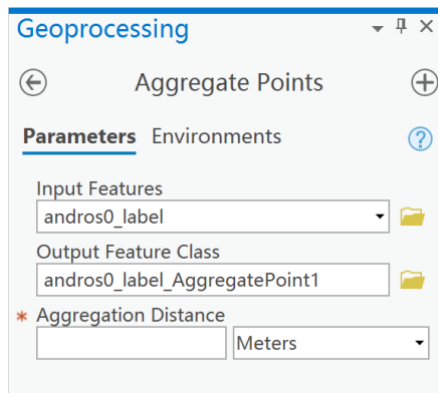 Geoprocessing
Aggregate Points
Parameters Environments ?
Input Features
andros0_label
Output Feature Class
andros0_label_AggregatePoint1
* Aggregation Distance
Meters